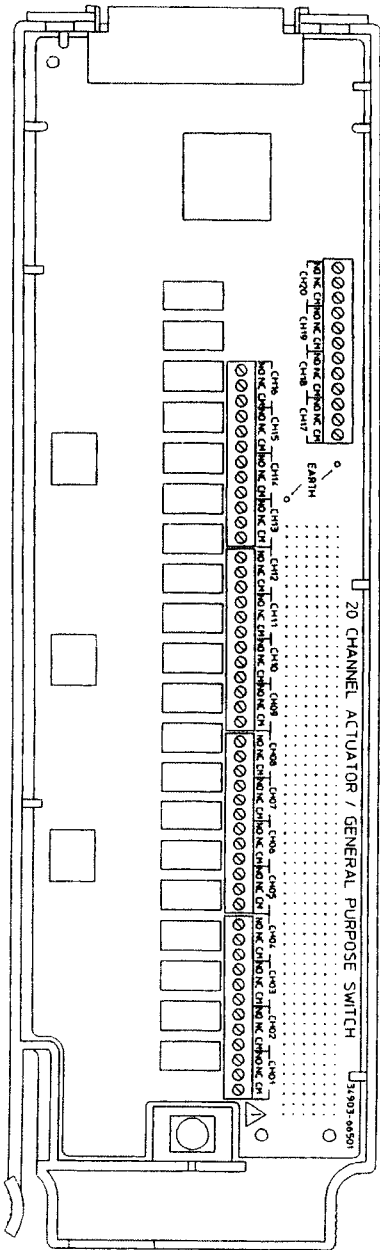 20 CHANNEL ACTUATOR / GENERAL PURPOSE SWITCH
34903-66501
CH20 CH19 CH18 CH17
NO NC CM NO NC CM NO NC CM NO NC CM
EARTH
CH16 CH15 CH14 CH13 CH12 CH11 CH10 CH09 CH08 CH07 CH06 CH05 CH04 CH03 CH02 CH01
NO NC CM NO NC CM NO NC CM NO NC CM NO NC CM NO NC CM NO NC CM NO NC CM NO NC CM NO NC CM NO NC CM NO NC CM NO NC CM NO NC CM NO NC CM NO NC CM